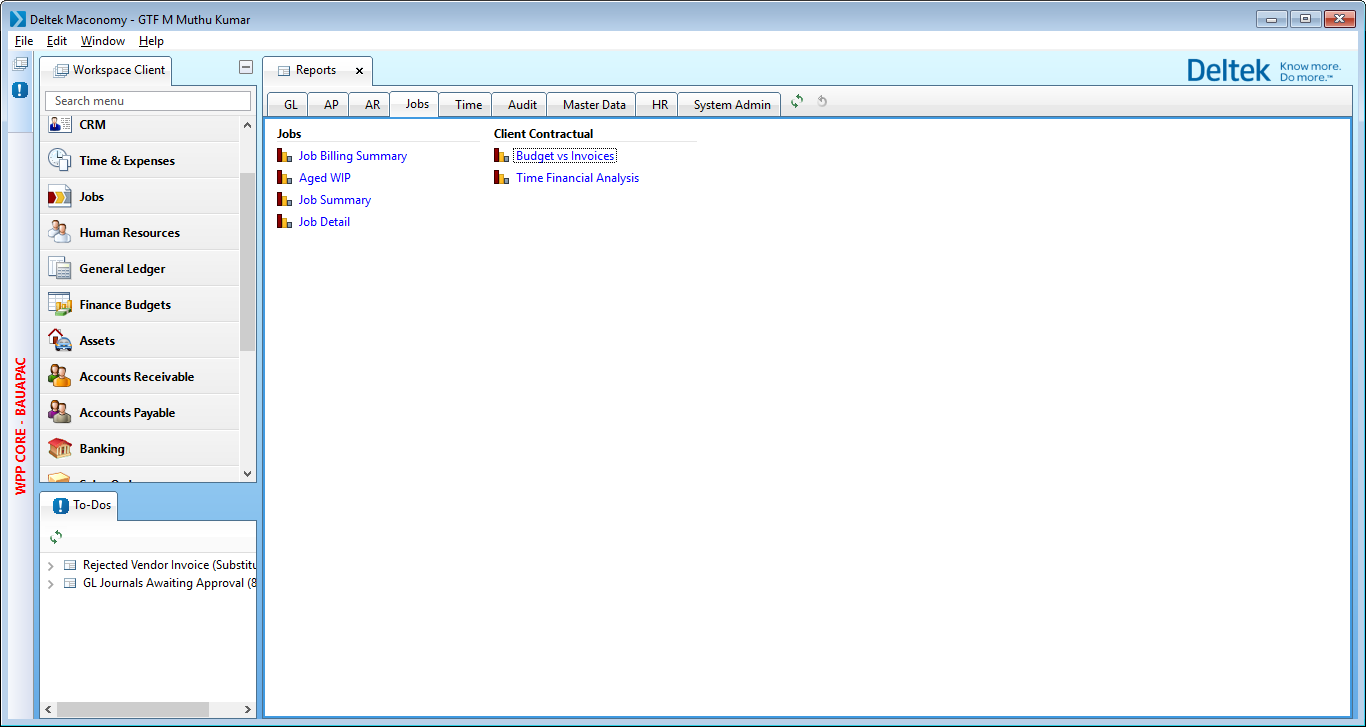 Deltek Maconomy - GTF M Muthu Kumar
File Edit Window Help
Workspace Client
Search menu
CRM
Time & Expenses
Jobs
Human Resources
General Ledger
Finance Budgets
Assets
Accounts Receivable
Accounts Payable
Banking
WPP CORE - BAUAPAC
To-Dos
Rejected Vendor Invoice (Substitu
GL Journals Awaiting Approval (8
Reports
Deltek Know more.
Do more.™
GL AP AR Jobs Time Audit Master Data HR System Admin
Jobs
Job Billing Summary
Aged WIP
Job Summary
Job Detail
Client Contractual
Budget vs Invoices
Time Financial Analysis